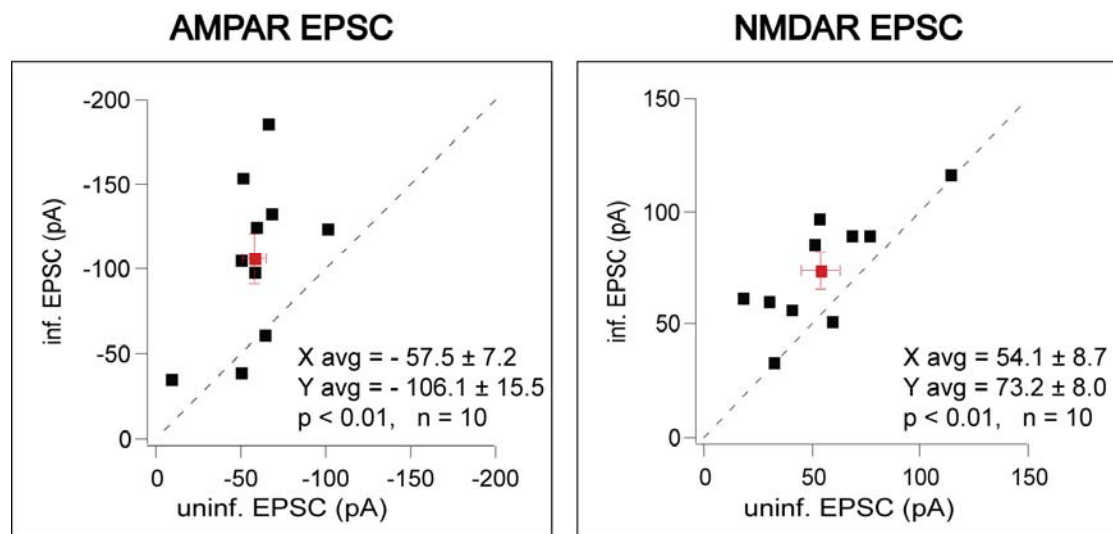 AMPAR EPSC
-200
-150
-100
-50
0
inf. EPSC (pA)
X avg = - 57.5 ± 7.2
Y avg = - 106.1 ± 15.5
p < 0.01, n = 10
0 -50 -100 -150 -200
uninf. EPSC (pA)
NMDAR EPSC
150
100
50
0
inf. EPSC (pA)
X avg = 54.1 ± 8.7
Y avg = 73.2 ± 8.0
p < 0.01, n = 10
0 50 100 150
uninf. EPSC (pA)